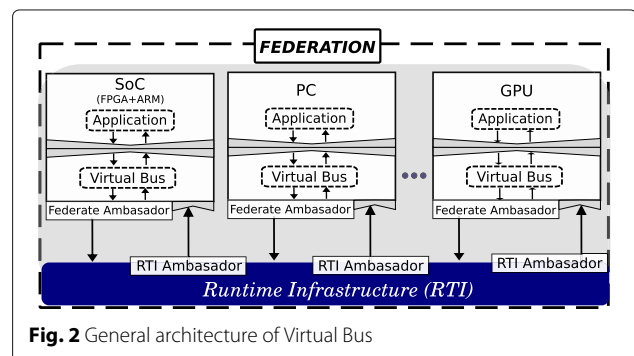 FEDERATION
SoC
(FPGA+ARM)
Application
Virtual Bus
Federate Ambasador
RTI Ambasador
PC
Application
Virtual Bus
Federate Ambasador
RTI Ambasador
GPU
Application
Virtual Bus
Federate Ambasador
RTI Ambasador
Runtime Infrastructure (RTI)
Fig. 2 General architecture of Virtual Bus